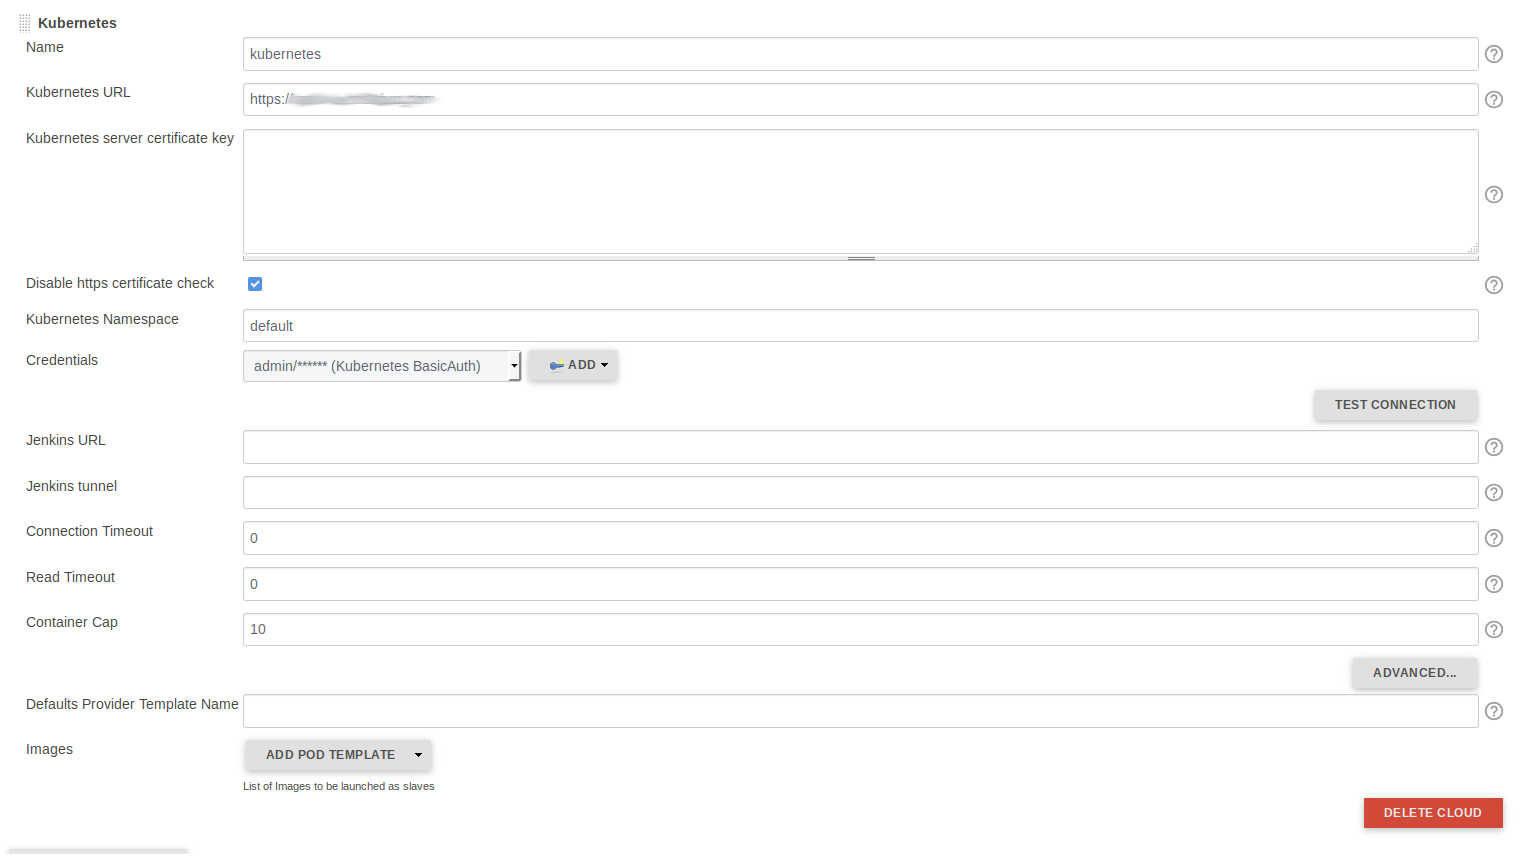 Kubernetes
Name
kubernetes
Kubernetes URL
https://
Kubernetes server certificate key
Disable https certificate check
Kubernetes Namespace
default
Credentials
admin/****** (Kubernetes BasicAuth)
ADD
TEST CONNECTION
Jenkins URL
Jenkins tunnel
Connection Timeout
0
Read Timeout
0
Container Cap
10
ADVANCED...
Defaults Provider Template Name
Images
ADD POD TEMPLATE
List of Images to be launched as slaves
DELETE CLOUD